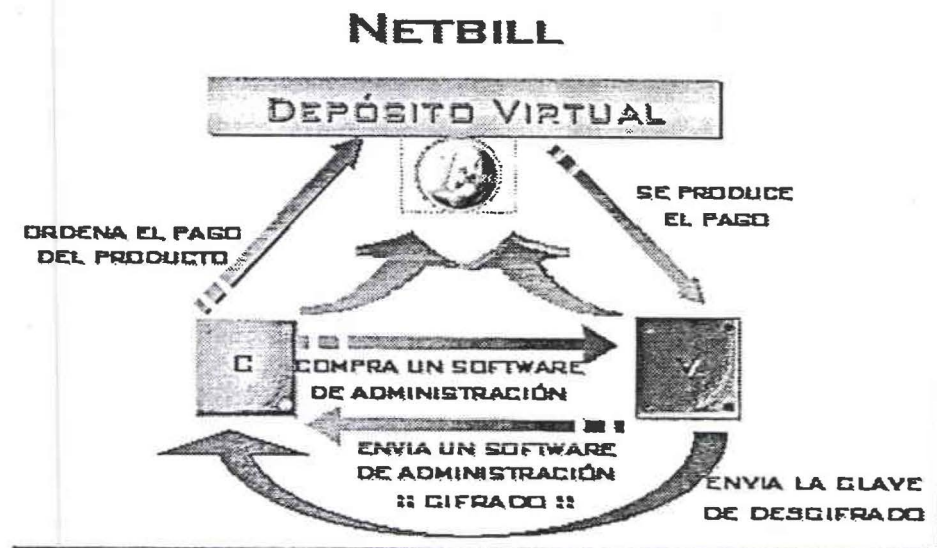 NETBILL
DEPÓSITO VIRTUAL
SE PRODUCE
EL PAGO
ORDENA EL PAGO
DEL PRODUCTO
C
V
COMPRA UN SOFTWARE
DE ADMINISTRACIÓN
ENVIA UN SOFTWARE
DE ADMINISTRACIÓN
!! CIFRADO !!
ENVIA LA CLAVE
DE DESCIFRADO